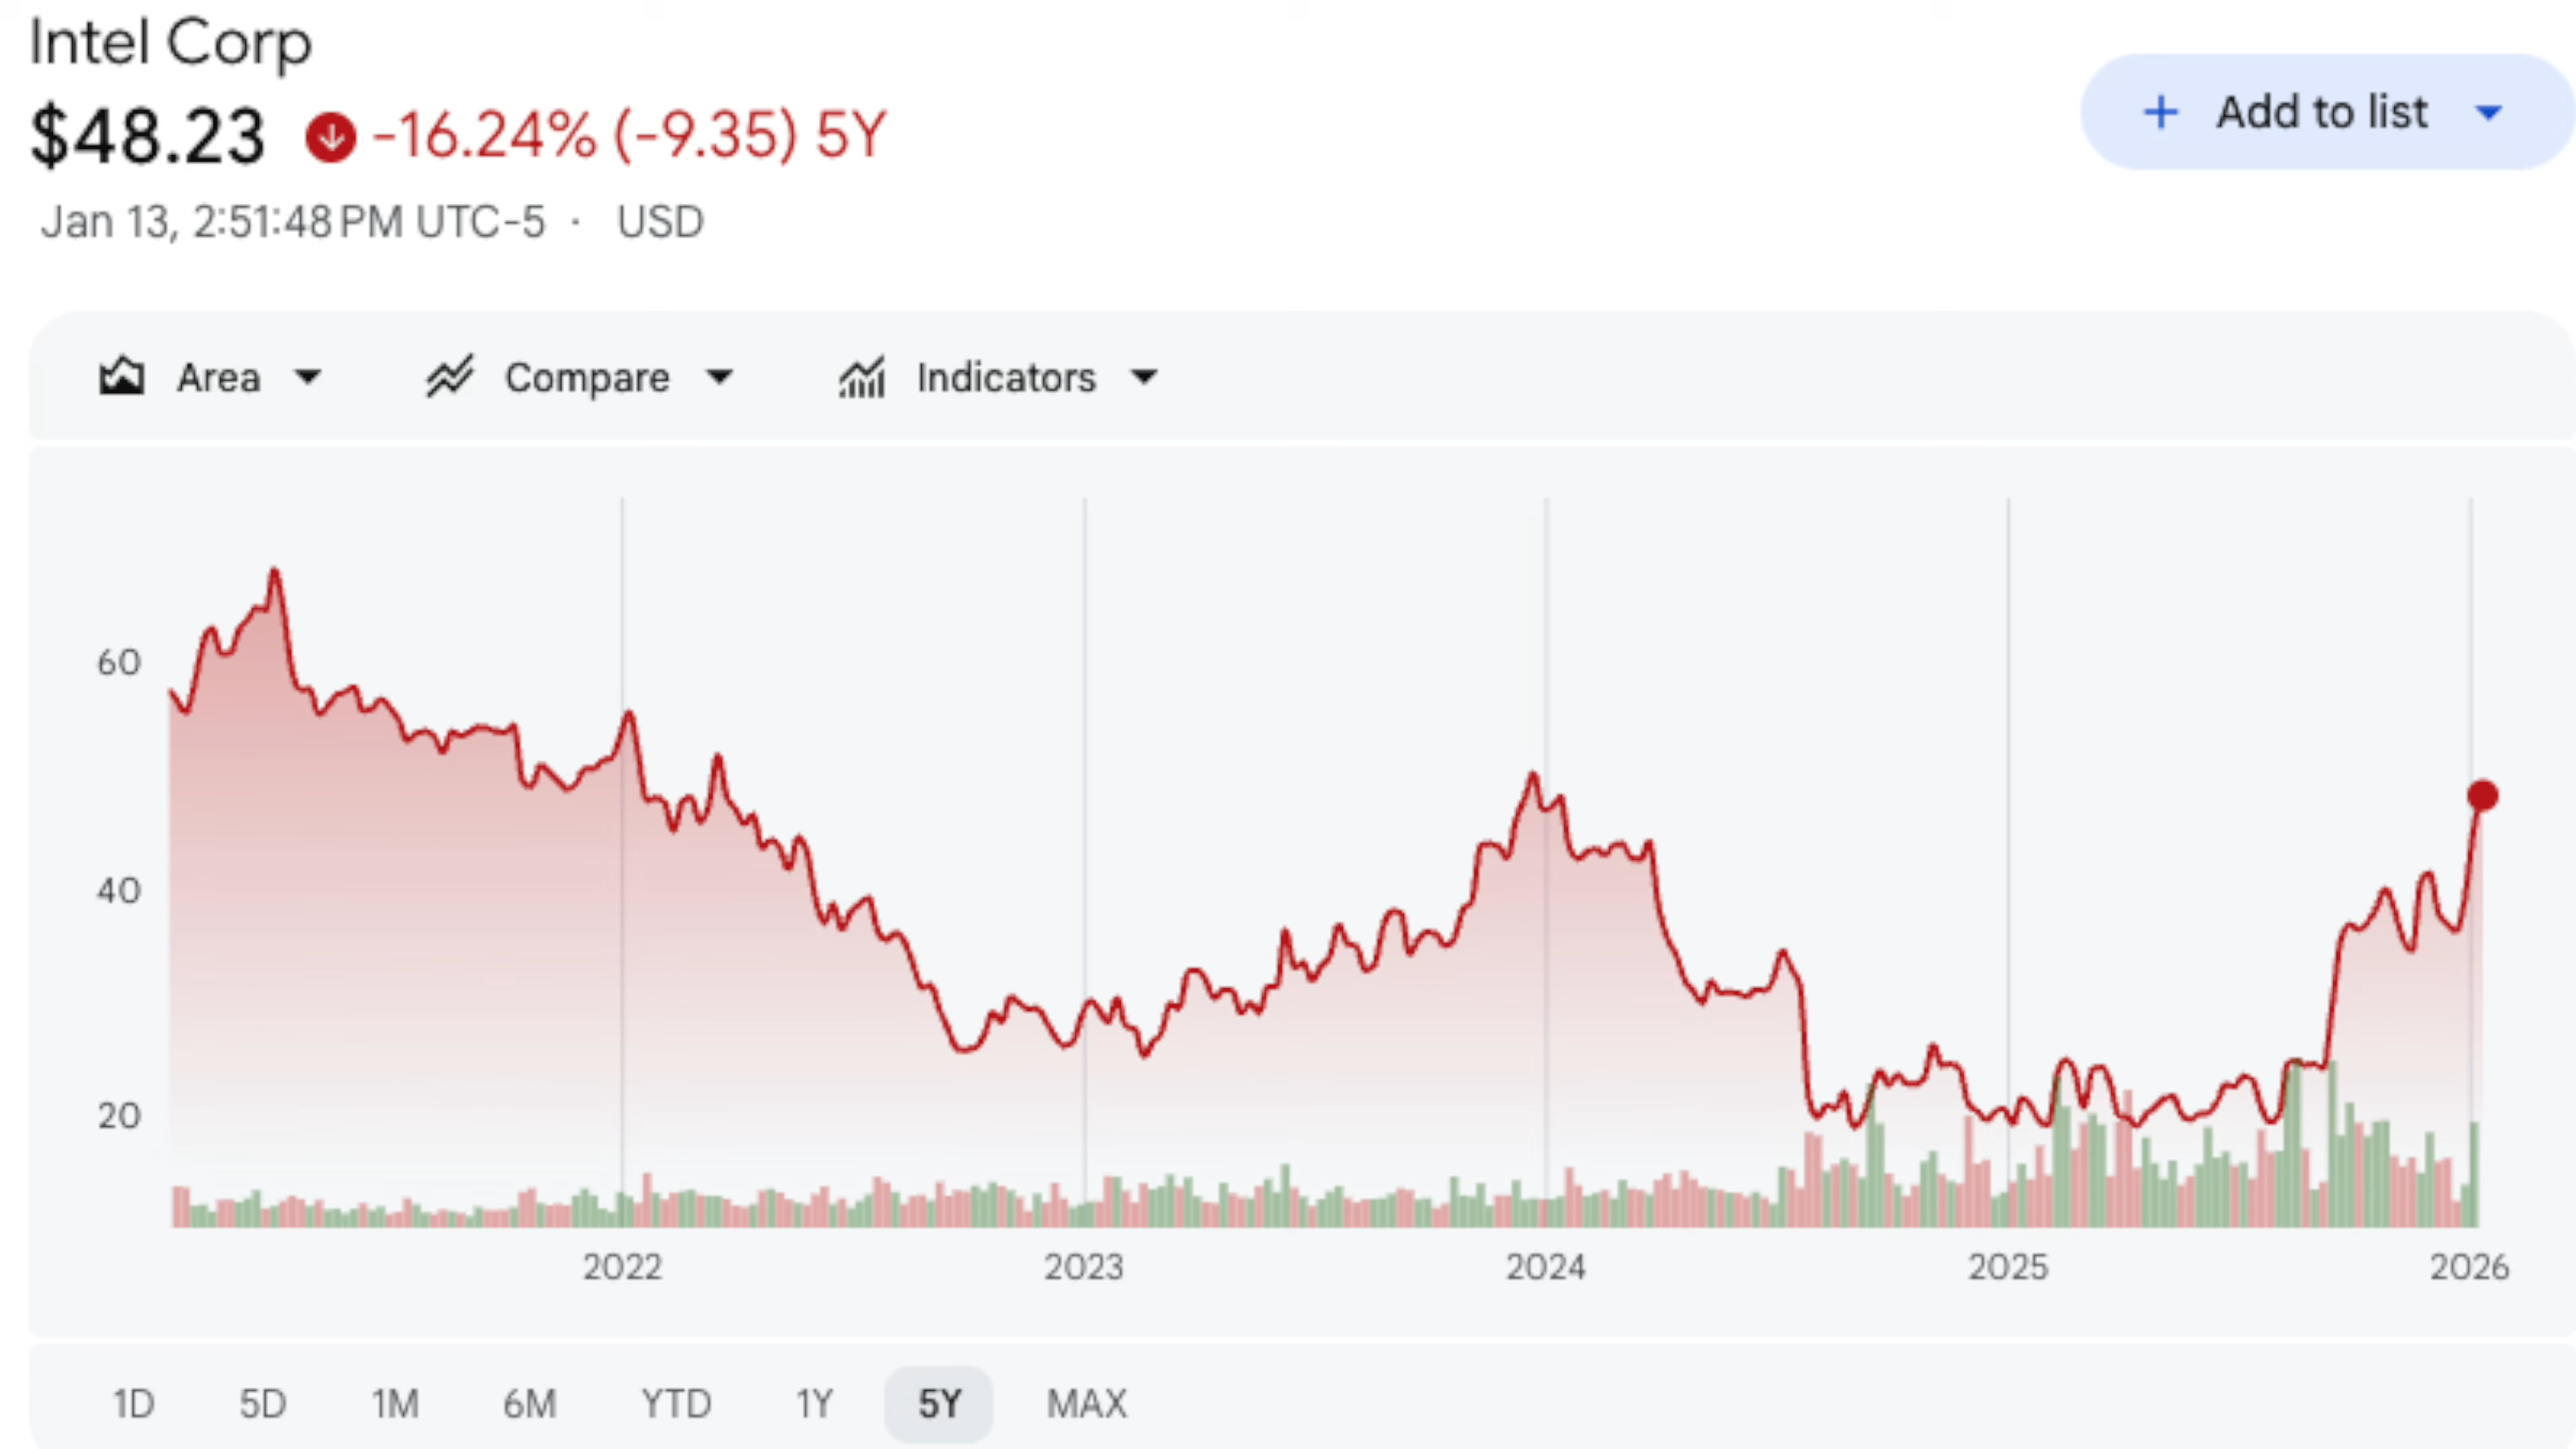 Intel Corp
$48.23 -16.24% (-9.35) 5Y
+ Add to list
Jan 13, 2:51:48 PM UTC-5 · USD
Area Compare Indicators
60
40
20
2022 2023 2024 2025 2026
1D 5D 1M 6M YTD 1Y 5Y MAX